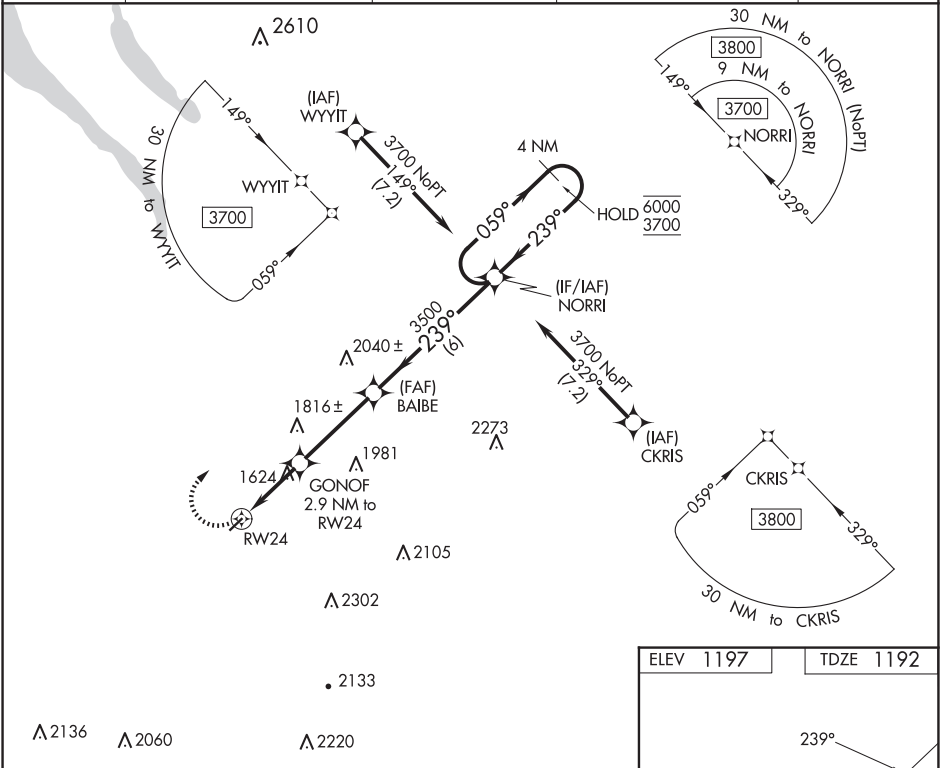 2610
30 NM to NORRI (NoPT)
3800
9 NM to NORRI
3700
149°
NORRI
329°
(IAF)
WYYIT
3700 NoPT
149°
(7.2)
149°
WYYIT
30 NM to WYYIT
3700
059°
4 NM
059°
239°
HOLD
6000
3700
(IF/IAF)
NORRI
3500
239°
(6)
2040 ±
(FAF)
BAIBE
3700 NoPT
329°
(7.2)
1816 ±
2273
(IAF)
CKRIS
1981
1624
GONOF
2.9 NM to
RW24
RW24
059°
CKRIS
3800
329°
30 NM to CKRIS
2105
2302
2133
2136
2060
2220
ELEV 1197
TDZE 1192
239°